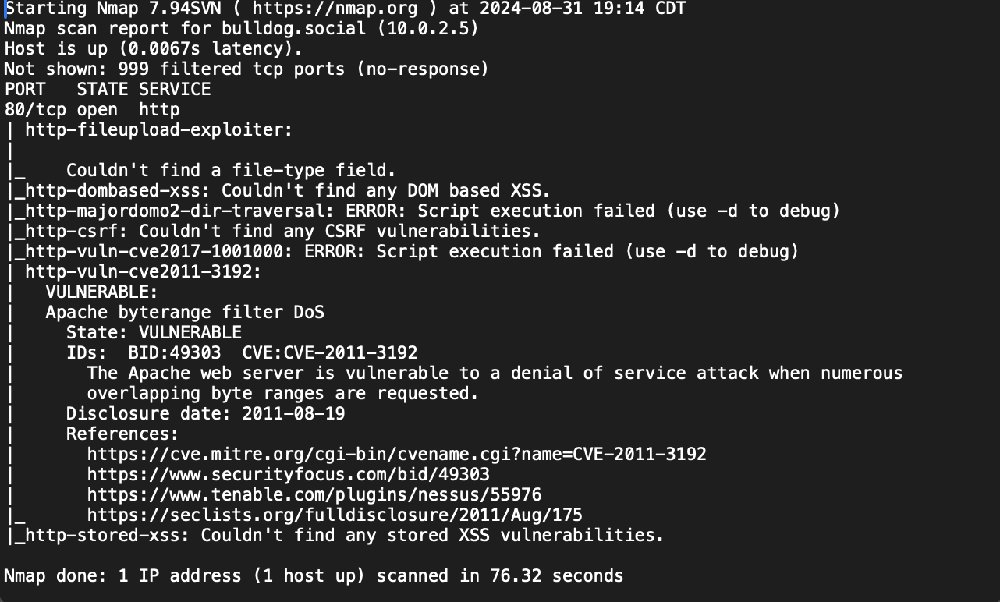 Starting Nmap 7.94SVN ( https://nmap.org ) at 2024-08-31 19:14 CDT
Nmap scan report for bulldog.social (10.0.2.5)
Host is up (0.0067s latency).
Not shown: 999 filtered tcp ports (no-response)
PORT   STATE SERVICE
80/tcp open  http
| http-fileupload-exploiter:
|
|_    Couldn't find a file-type field.
|_http-dombased-xss: Couldn't find any DOM based XSS.
|_http-majordomo2-dir-traversal: ERROR: Script execution failed (use -d to debug)
|_http-csrf: Couldn't find any CSRF vulnerabilities.
|_http-vuln-cve2017-1001000: ERROR: Script execution failed (use -d to debug)
| http-vuln-cve2011-3192:
|   VULNERABLE:
|   Apache byterange filter DoS
|     State: VULNERABLE
|     IDs:  BID:49303  CVE:CVE-2011-3192
|       The Apache web server is vulnerable to a denial of service attack when numerous
|       overlapping byte ranges are requested.
|     Disclosure date: 2011-08-19
|     References:
|       https://cve.mitre.org/cgi-bin/cvename.cgi?name=CVE-2011-3192
|       https://www.securityfocus.com/bid/49303
|       https://www.tenable.com/plugins/nessus/55976
|_      https://seclists.org/fulldisclosure/2011/Aug/175
|_http-stored-xss: Couldn't find any stored XSS vulnerabilities.

Nmap done: 1 IP address (1 host up) scanned in 76.32 seconds